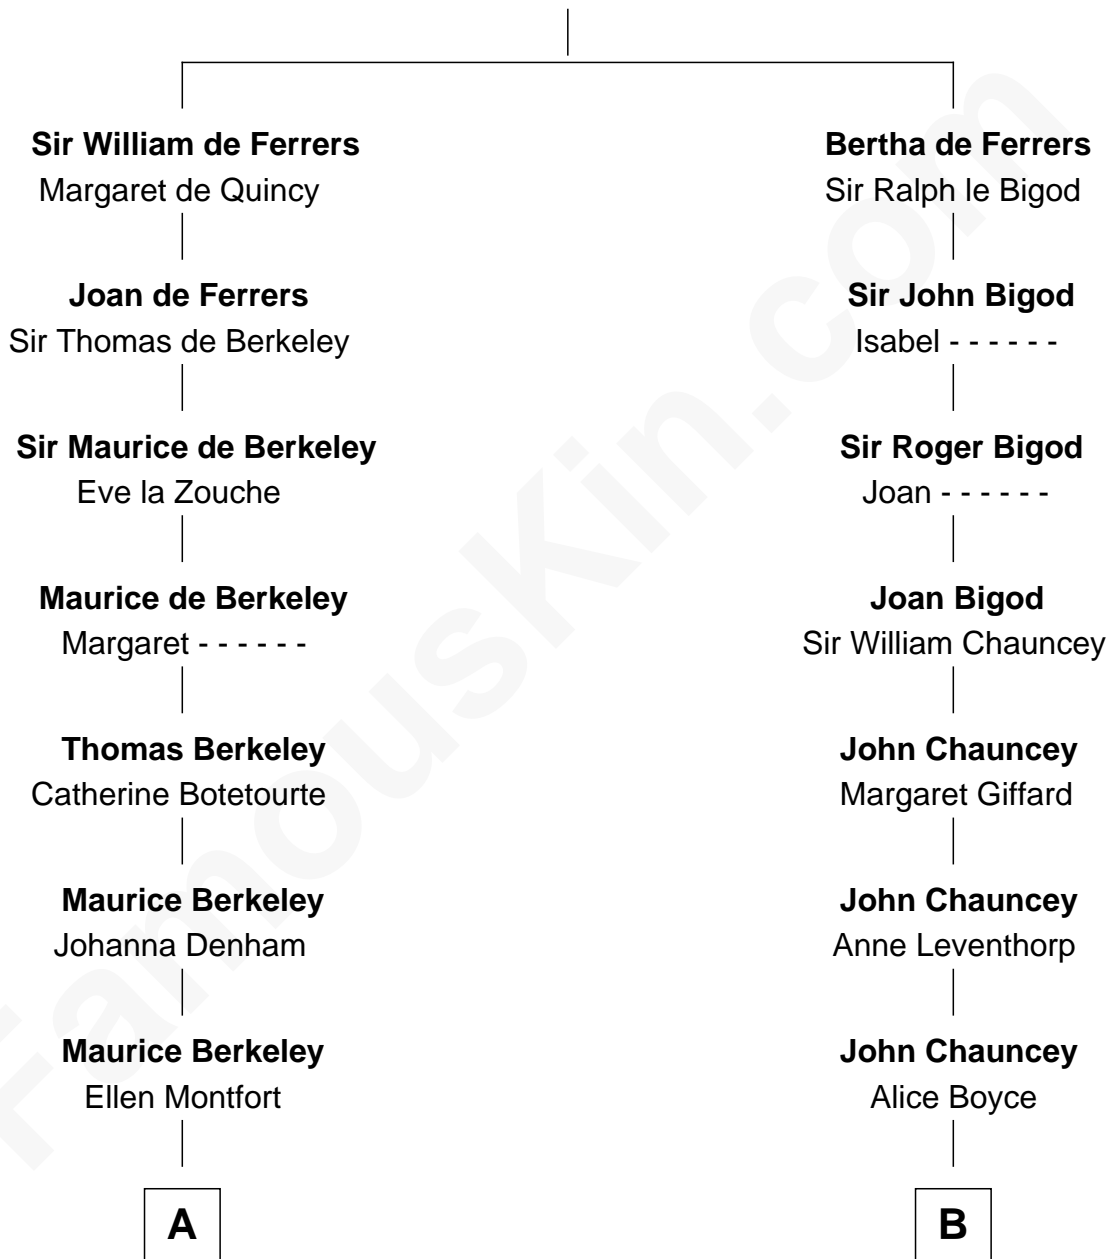 Sir William de Ferrers
Margaret de Quincy
Joan de Ferrers
Sir Thomas de Berkeley
Sir Maurice de Berkeley
Eve la Zouche
Maurice de Berkeley
Margaret - - - - - -
Thomas Berkeley
Catherine Botetourte
Maurice Berkeley
Johanna Denham
Maurice Berkeley
Ellen Montfort
A
Bertha de Ferrers
Sir Ralph le Bigod
Sir John Bigod
Isabel - - - - - -
Sir Roger Bigod
Joan - - - - - -
Joan Bigod
Sir William Chauncey
John Chauncey
Margaret Giffard
John Chauncey
Anne Leventhorp
John Chauncey
Alice Boyce
B
FamousKin.com